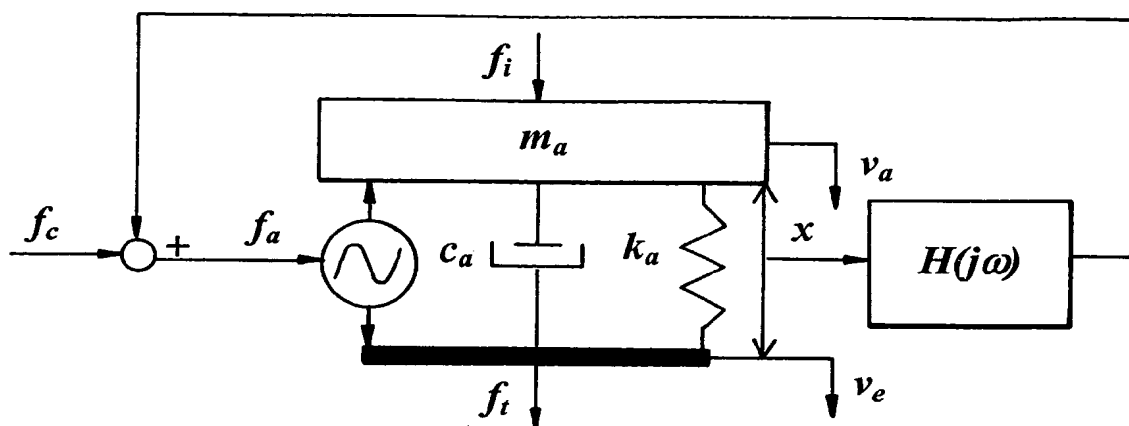 f_i
m_a
v_a
f_c
+
f_a
c_a
k_a
x
H(jω)
f_t
v_e